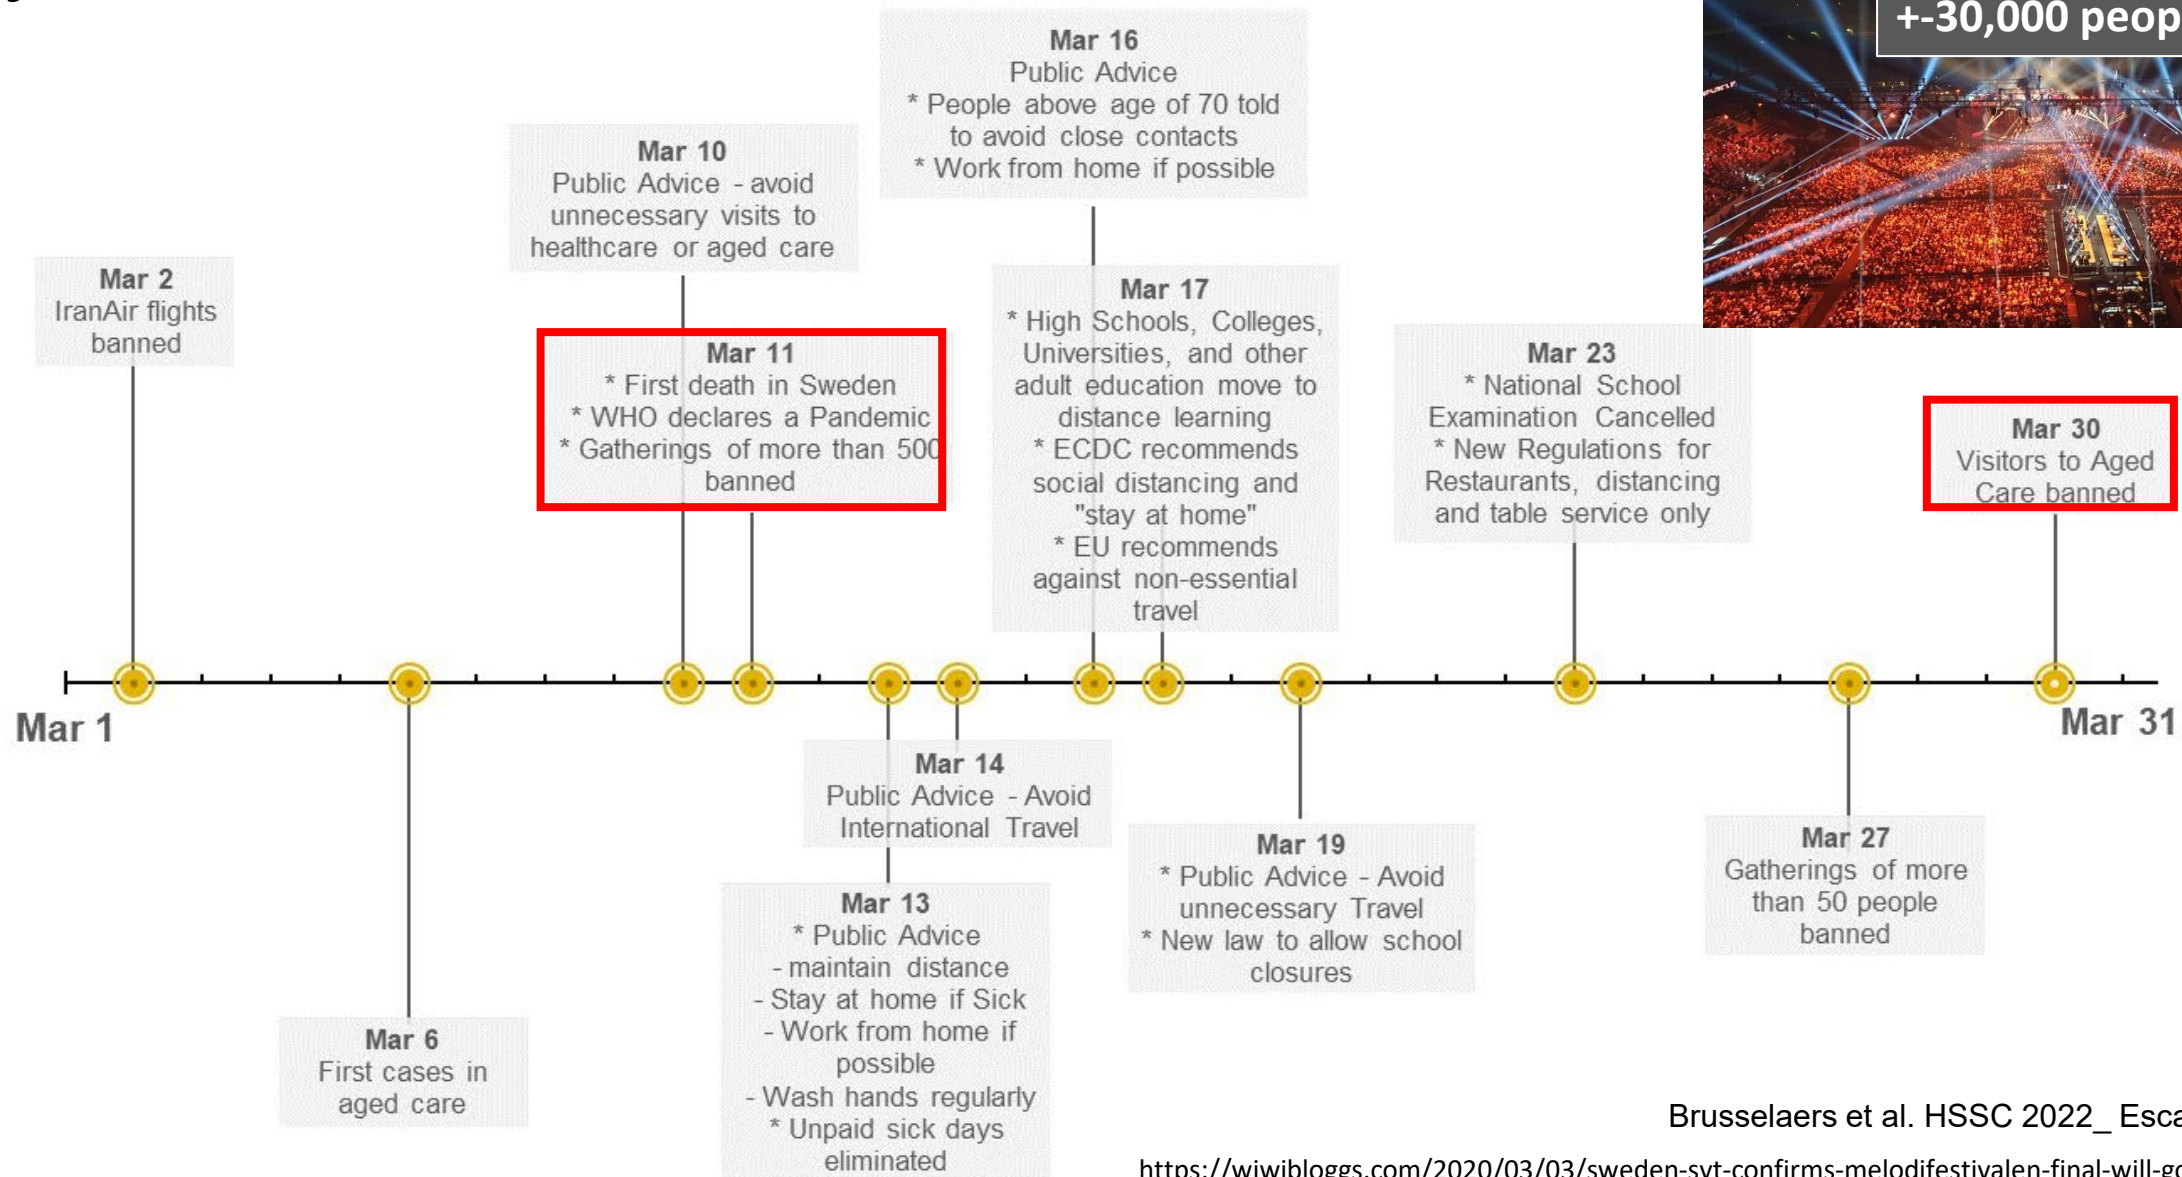 +-30,000 peop
Mar 16
Public Advice
* People above age of 70 told
to avoid close contacts
* Work from home if possible
Mar 10
Public Advice - avoid
unnecessary visits to
healthcare or aged care
Mar 2
IranAir flights
banned
Mar 11
* First death in Sweden
* WHO declares a Pandemic
* Gatherings of more than 500
banned
Mar 17
* High Schools, Colleges,
Universities, and other
adult education move to
distance learning
* ECDC recommends
social distancing and
"stay at home"
* EU recommends
against non-essential
travel
Mar 23
* National School
Examination Cancelled
* New Regulations for
Restaurants, distancing
and table service only
Mar 30
Visitors to Aged
Care banned
Mar 1
Mar 31
Mar 6
First cases in
aged care
Mar 14
Public Advice - Avoid
International Travel
Mar 13
* Public Advice
- maintain distance
- Stay at home if Sick
- Work from home if
possible
- Wash hands regularly
* Unpaid sick days
eliminated
Mar 19
* Public Advice - Avoid
unnecessary Travel
* New law to allow school
closures
Mar 27
Gatherings of more
than 50 people
banned
Brusselaers et al. HSSC 2022_ Esca
https://wiwibloggs.com/2020/03/03/sweden-svt-confirms-melodifestivalen-final-will-go